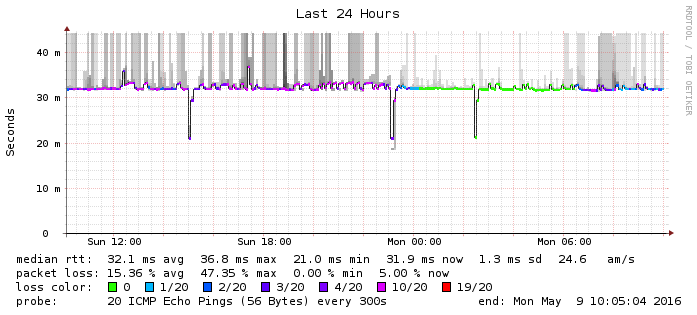 Last 24 Hours
RRDTOOL / TOBI OETIKER
Seconds
40 m
30 m
20 m
10 m
0
Sun 12:00 Sun 18:00 Mon 00:00 Mon 06:00
median rtt: 32.1 ms avg 36.8 ms max 21.0 ms min 31.9 ms now 1.3 ms sd 24.6 am/s
packet loss: 15.36 % avg 47.35 % max 0.00 % min 5.00 % now
loss color: 0 1/20 2/20 3/20 4/20 10/20 19/20
probe: 20 ICMP Echo Pings (56 Bytes) every 300s end: Mon May 9 10:05:04 2016